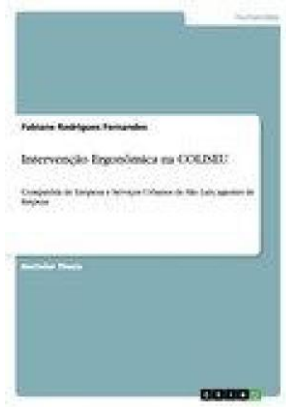 Fabiane Rodrigues Fernandes
Intervenção Ergonômica na COLISEU
Companhia de Limpeza e Serviços Urbanos de São Luís: agentes de
limpeza
Bachelor Thesis
GRIN